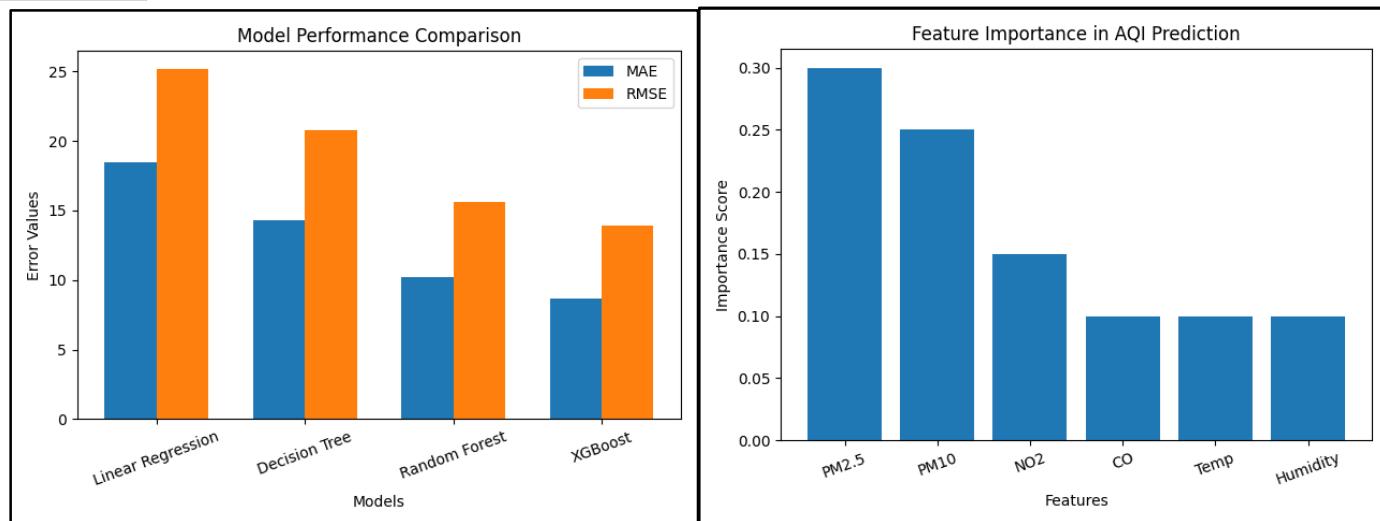 Model Performance Comparison
MAE
RMSE
Error Values
25
20
15
10
5
0
Linear Regression
Decision Tree
Random Forest
XGBoost
Models
Feature Importance in AQI Prediction
Importance Score
0.30
0.25
0.20
0.15
0.10
0.05
0.00
PM2.5
PM10
NO2
CO
Temp
Humidity
Features